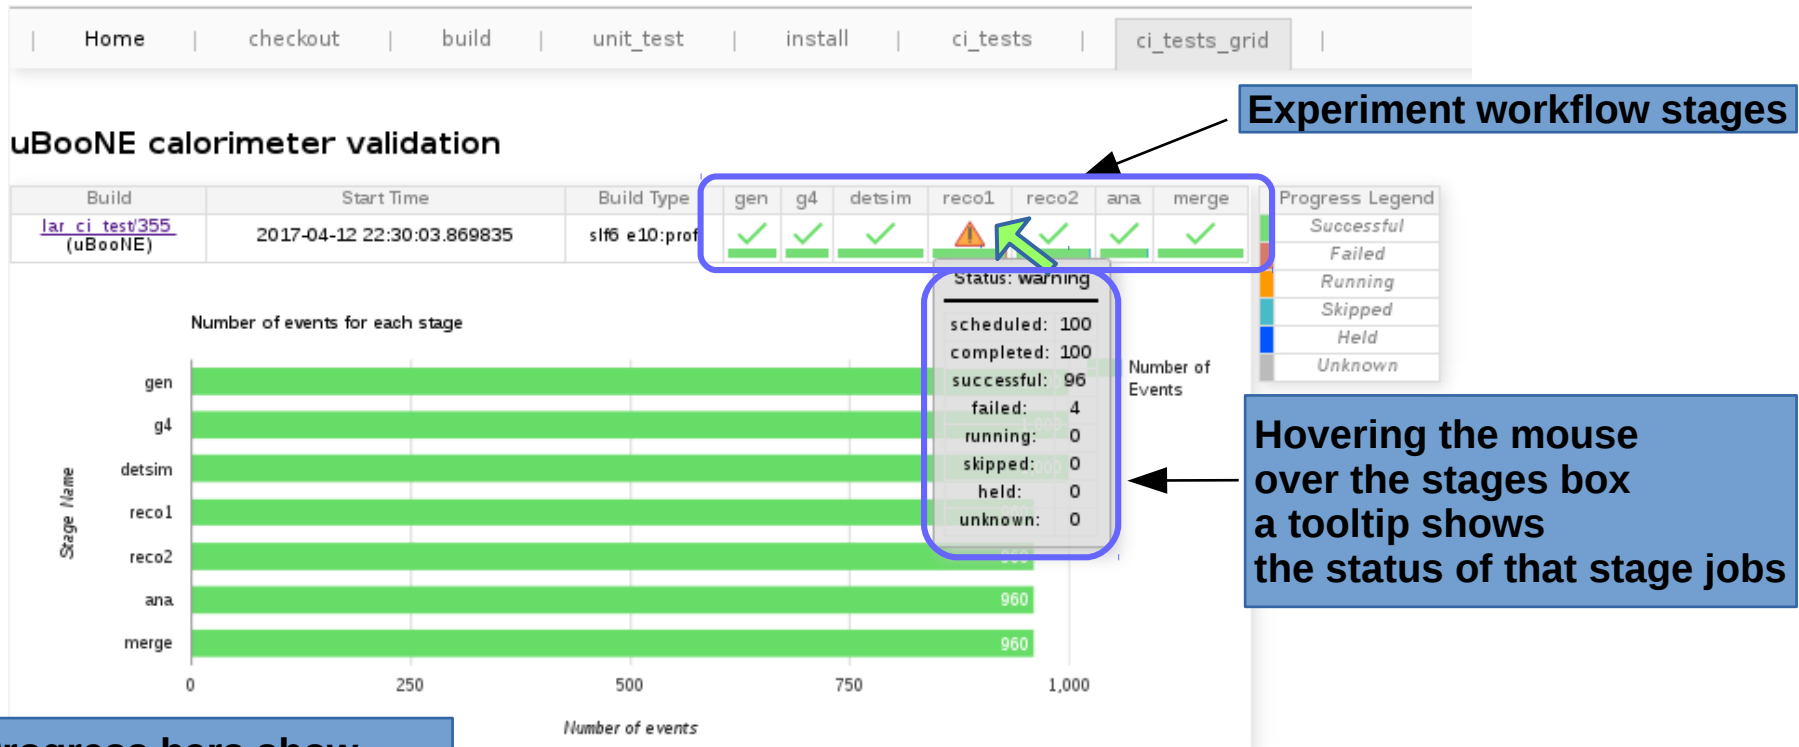 | Home | checkout | build | unit_test | install | ci_tests | ci_tests_grid |
Experiment workflow stages
uBooNE calorimeter validation
Build Start Time Build Type gen g4 detsim reco1 reco2 ana merge
lar_ci_test/355 2017-04-12 22:30:03.869835 slf6 e10:prof
(uBooNE)
Progress Legend
Successful
Failed
Running
Skipped
Held
Unknown
Status: warning
scheduled: 100
completed: 100
successful: 96
failed: 4
running: 0
skipped: 0
held: 0
unknown: 0
Number of events for each stage
Number of
Events
Stage Name
gen
g4
detsim
reco1
reco2 960
ana 960
merge 960
0 250 500 750 1,000
Number of events
Hovering the mouse
over the stages box
a tooltip shows
the status of that stage jobs